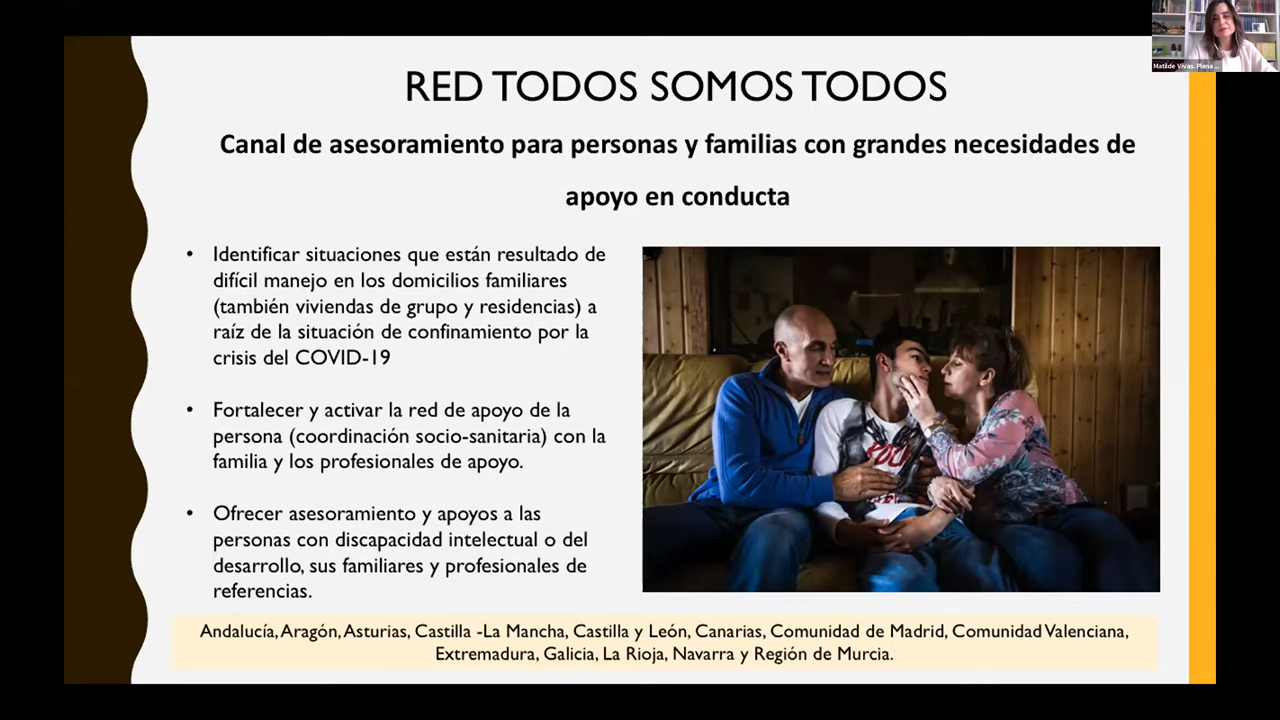 RED TODOS SOMOS TODOS
Canal de asesoramiento para personas y familias con grandes necesidades de
apoyo en conducta
• Identificar situaciones que están resultado de
difícil manejo en los domicilios familiares
(también viviendas de grupo y residencias) a
raíz de la situación de confinamiento por la
crisis del COVID-19
• Fortalecer y activar la red de apoyo de la
persona (coordinación socio-sanitaria) con la
familia y los profesionales de apoyo.
• Ofrecer asesoramiento y apoyos a las
personas con discapacidad intelectual o del
desarrollo, sus familiares y profesionales de
referencias.
Andalucía, Aragón, Asturias, Castilla -La Mancha, Castilla y León, Canarias, Comunidad de Madrid, Comunidad Valenciana,
Extremadura, Galicia, La Rioja, Navarra y Región de Murcia.
Matilde Vivas. Plena